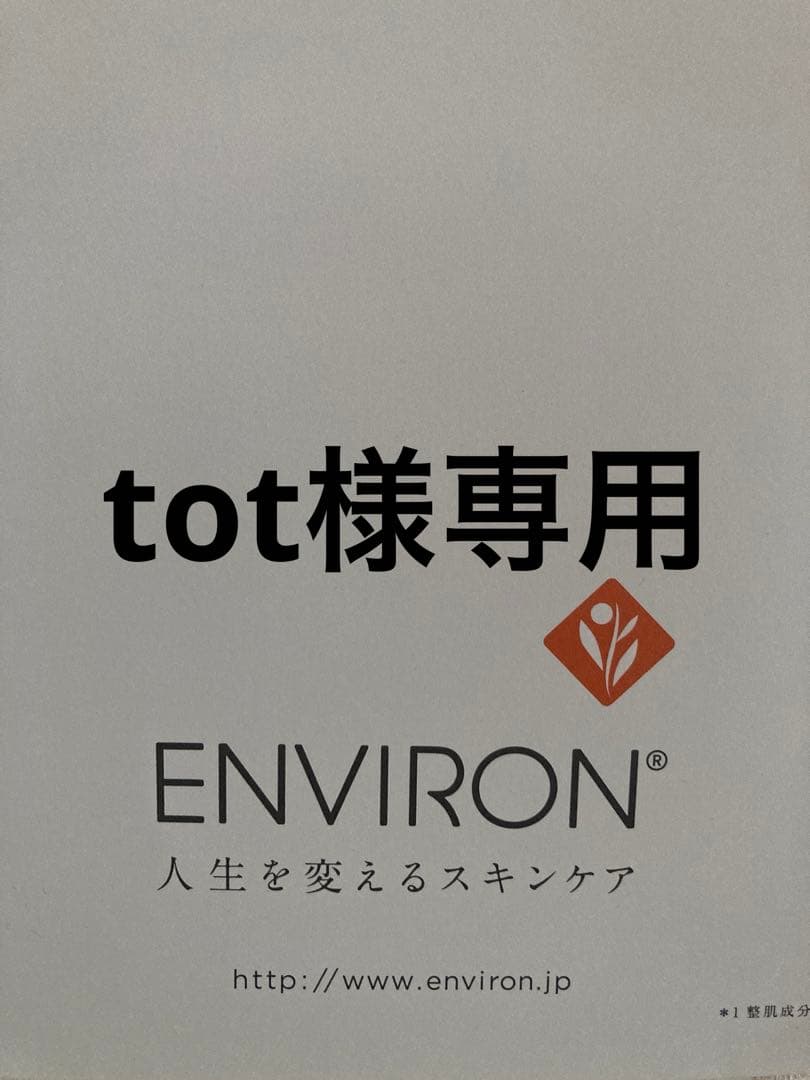 tot様専用
ENVIRON®
人生を変えるスキンケア
http://www.environ.jp
*1 整肌成分